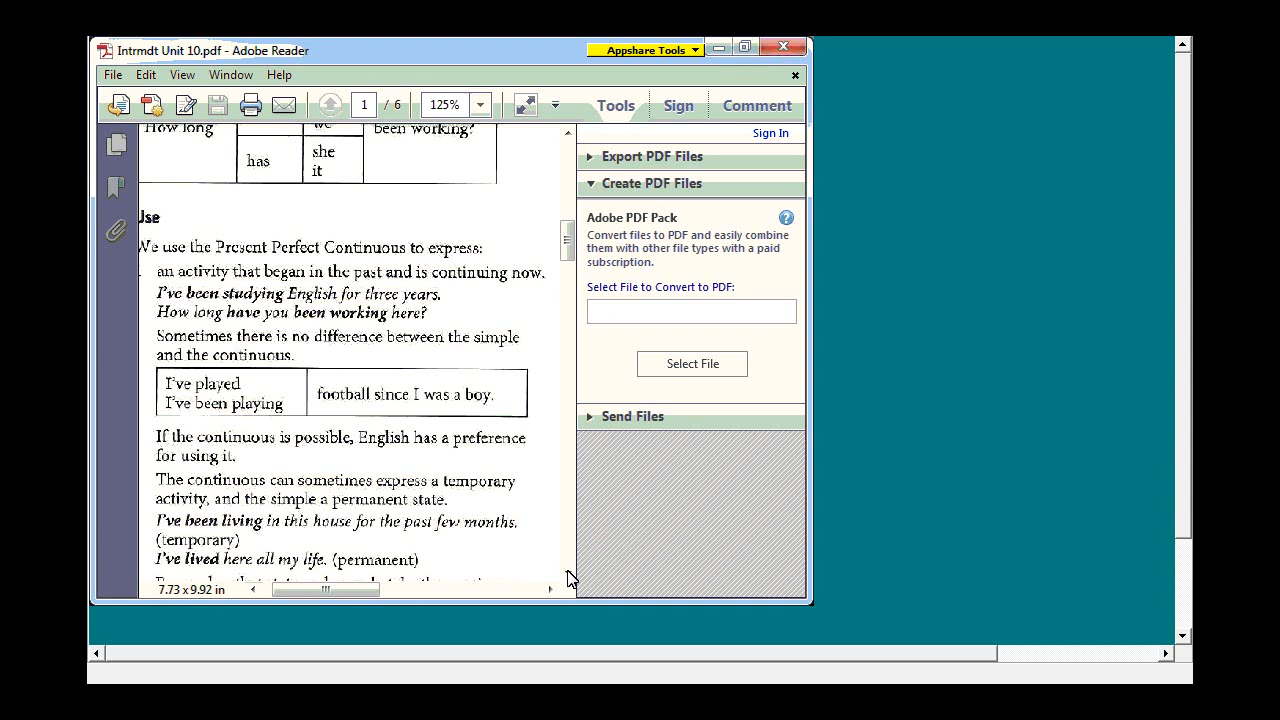 Intrmdt Unit 10.pdf - Adobe Reader
Appshare Tools
File Edit View Window Help
1 / 6 125% Tools Sign Comment
Sign In
Export PDF Files
Create PDF Files
Adobe PDF Pack
Convert files to PDF and easily combine
them with other file types with a paid
subscription.
Select File to Convert to PDF:
Select File
Send Files
How long we been working?
has she
it
Use
We use the Present Perfect Continuous to express:
an activity that began in the past and is continuing now.
I've been studying English for three years.
How long have you been working here?
Sometimes there is no difference between the simple
and the continuous.
I've played
I've been playing
football since I was a boy.
If the continuous is possible, English has a preference
for using it.
The continuous can sometimes express a temporary
activity, and the simple a permanent state.
I've been living in this house for the past few months.
(temporary)
I've lived here all my life. (permanent)
7.73 x 9.92 in